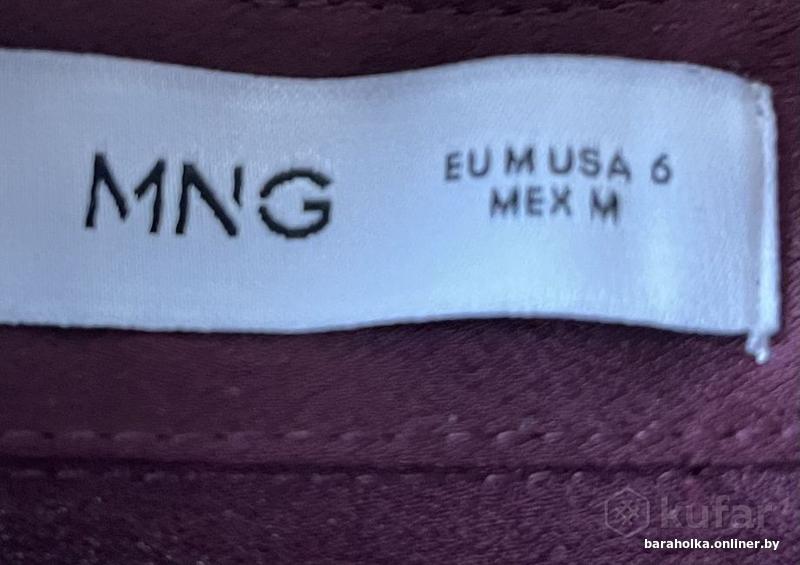 MNG
EU M USA 6
MEX M
kufar
baraholka.onliner.by